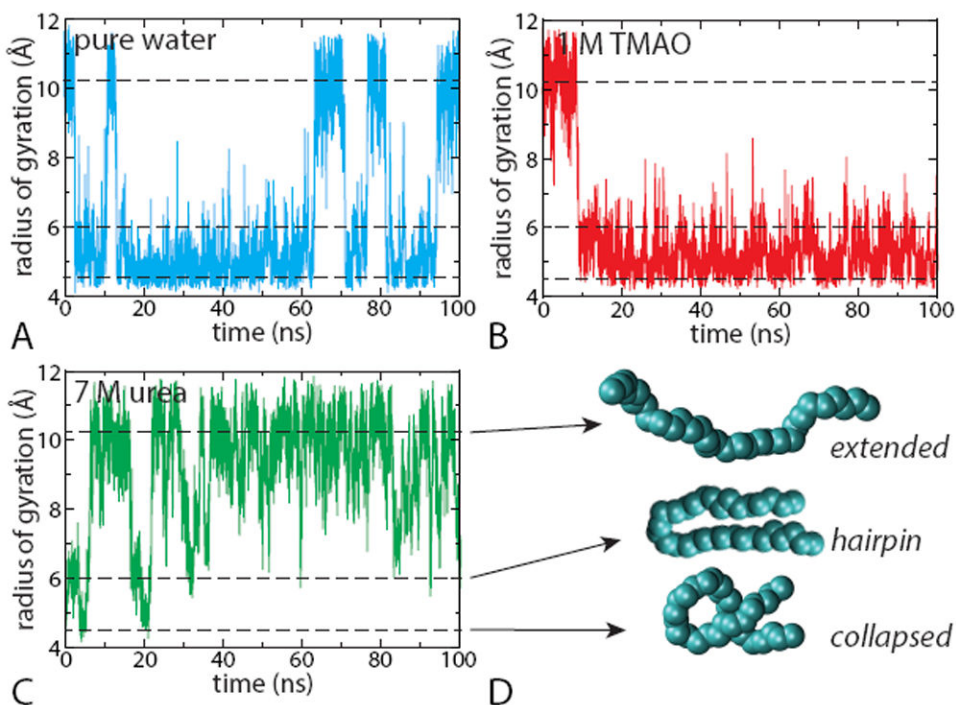 12
pure water
10
8
6
4
radius of gyration (Å)
0 20 40 60 80 100
time (ns)
A
12
1 M TMAO
10
8
6
4
radius of gyration (Å)
0 20 40 60 80 100
time (ns)
B
12
7 M urea
10
8
6
4
radius of gyration (Å)
0 20 40 60 80 100
time (ns)
C
extended
hairpin
collapsed
D